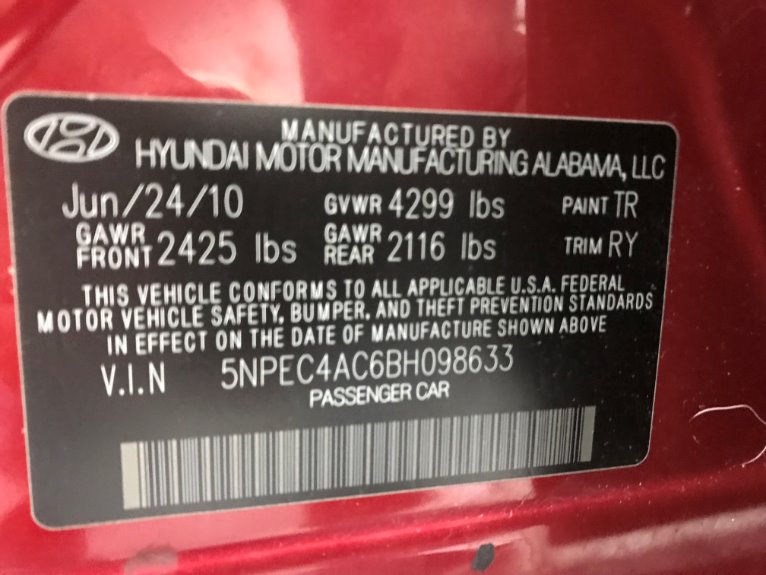 MANUFACTURED BY
HYUNDAI MOTOR MANUFACTURING ALABAMA, LLC
Jun/24/10 GVWR 4299 lbs PAINT TR
GAWR FRONT 2425 lbs GAWR REAR 2116 lbs TRIM RY
THIS VEHICLE CONFORMS TO ALL APPLICABLE U.S.A. FEDERAL
MOTOR VEHICLE SAFETY, BUMPER, AND THEFT PREVENTION STANDARDS
IN EFFECT ON THE DATE OF MANUFACTURE SHOWN ABOVE
V.I.N 5NPEC4AC6BH098633
PASSENGER CAR